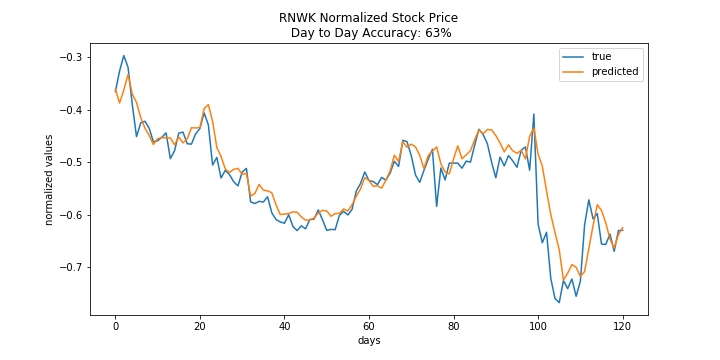 RNWK Normalized Stock Price
Day to Day Accuracy: 63%
true
predicted
normalized values
−0.3
−0.4
−0.5
−0.6
−0.7
0
20
40
60
80
100
120
days